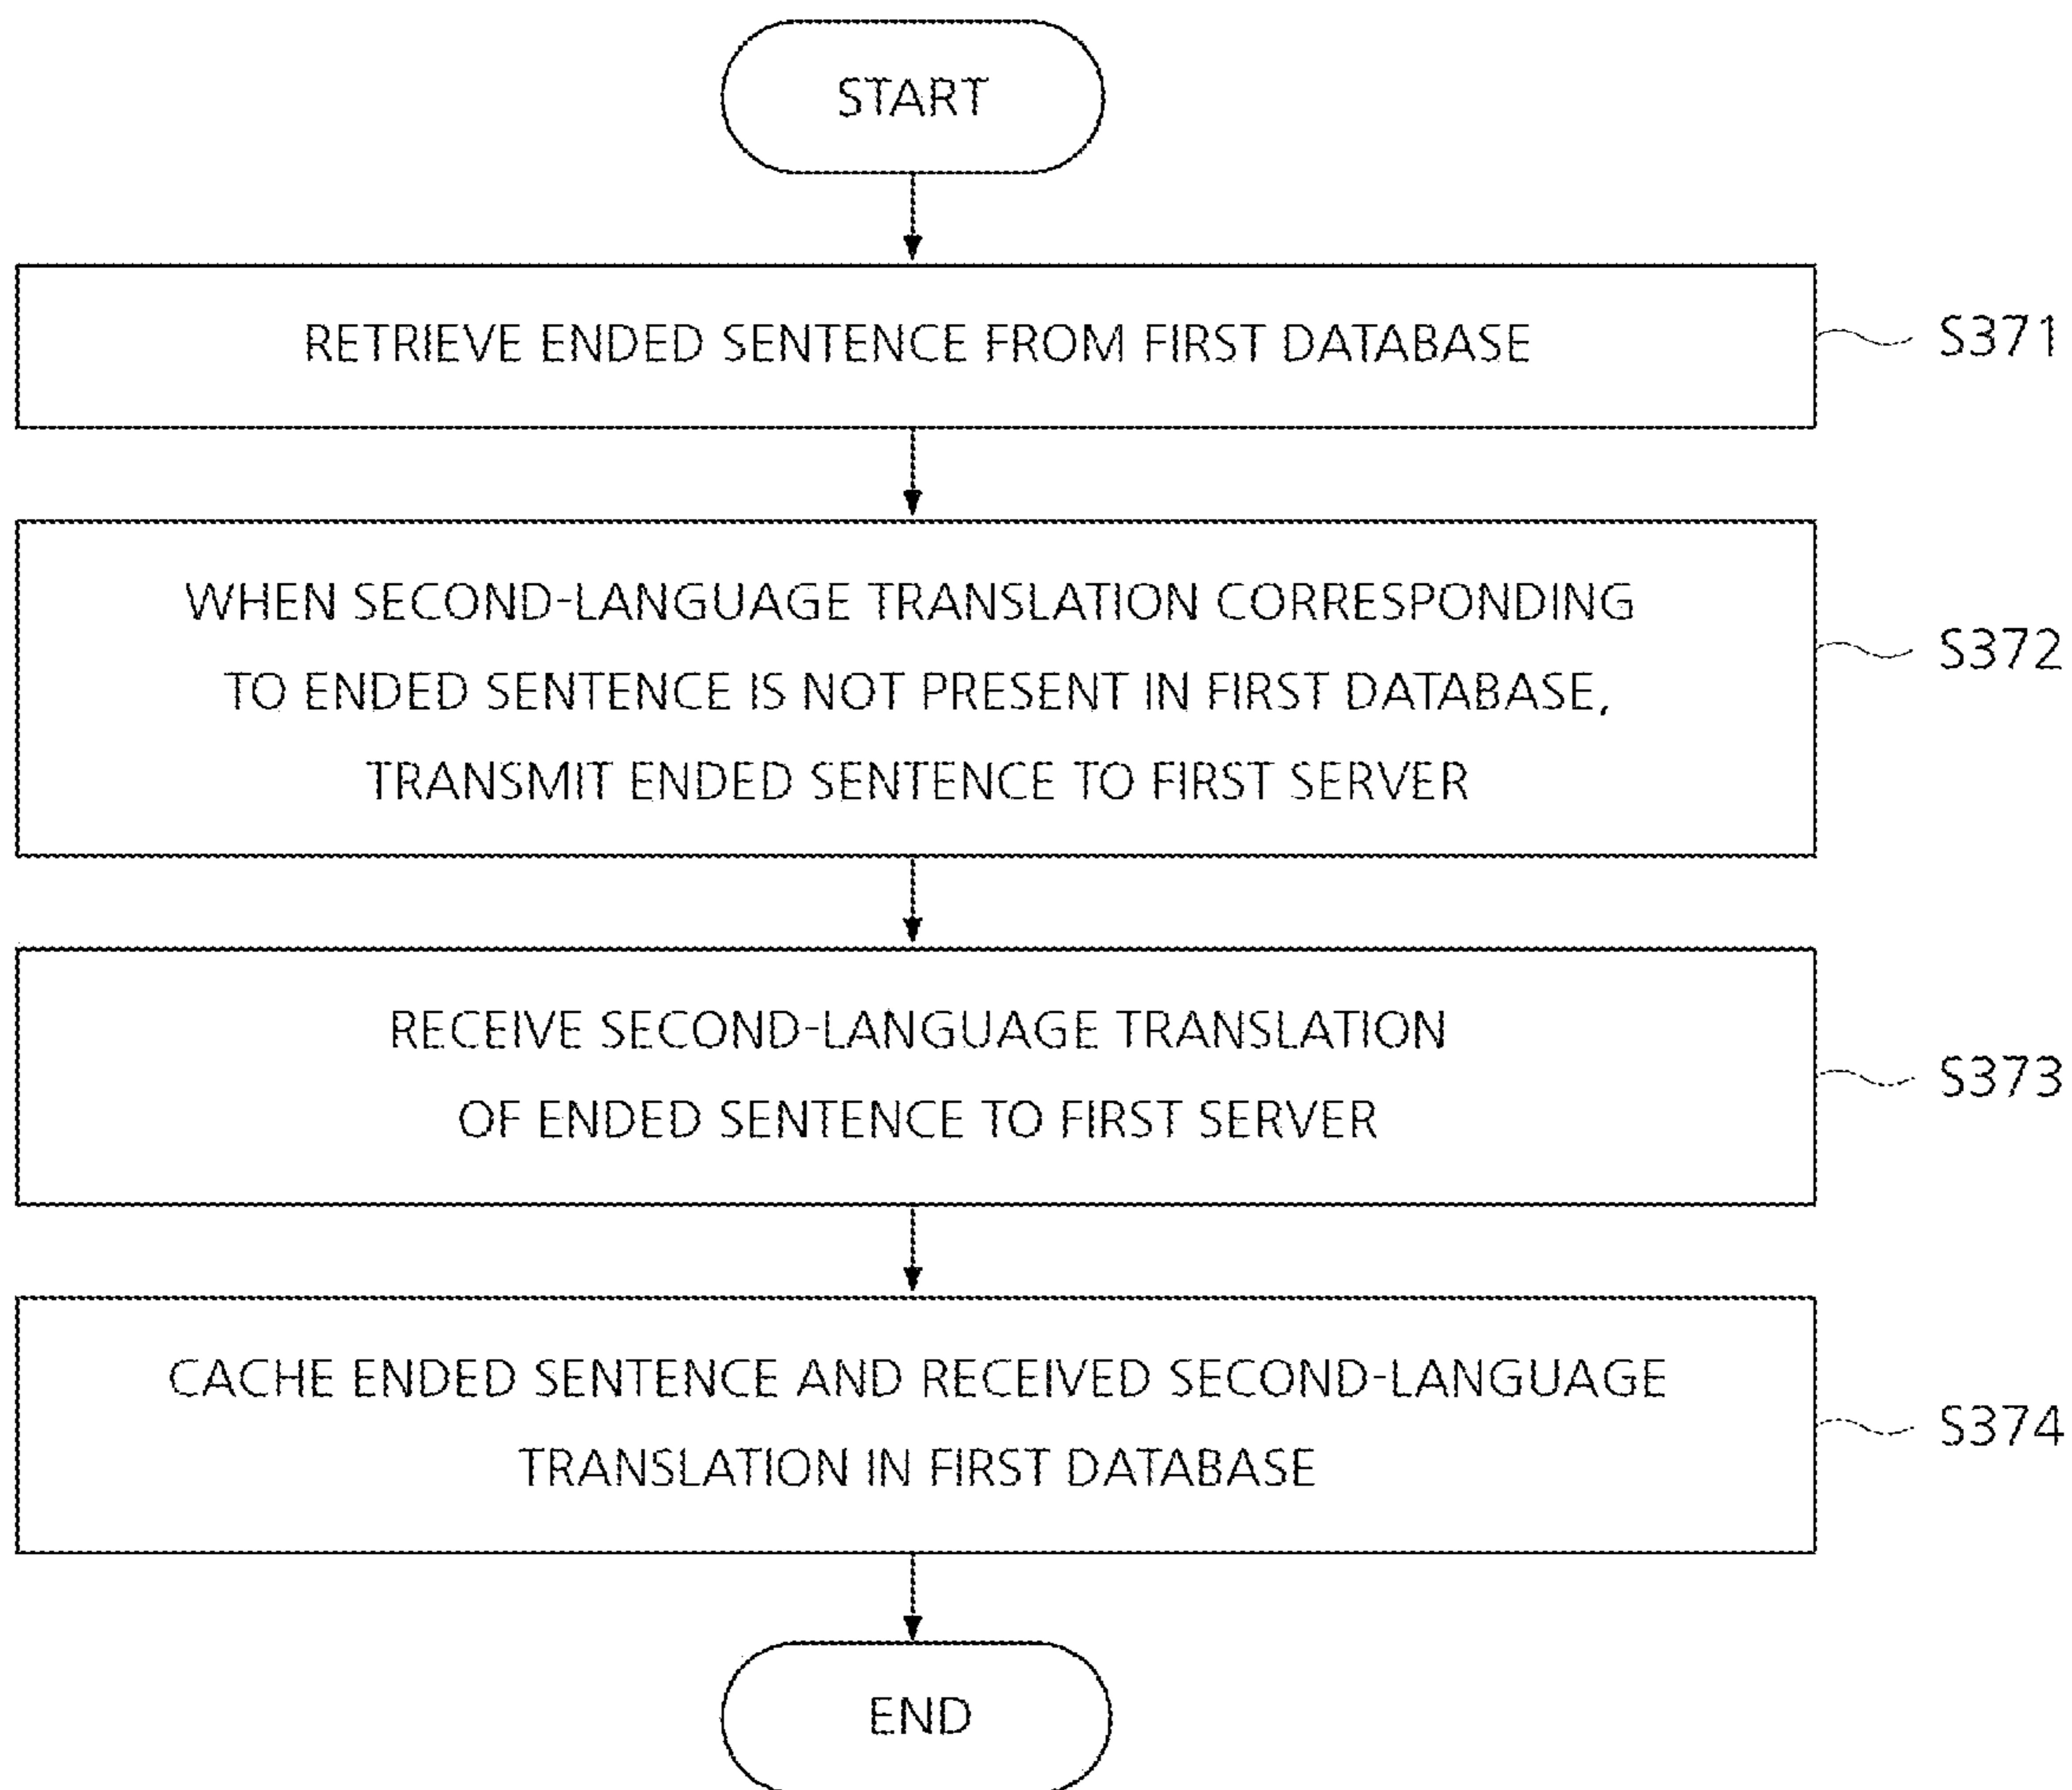 START
RETRIEVE ENDED SENTENCE FROM FIRST DATABASE
S371
WHEN SECOND-LANGUAGE TRANSLATION CORRESPONDING
TO ENDED SENTENCE IS NOT PRESENT IN FIRST DATABASE,
TRANSMIT ENDED SENTENCE TO FIRST SERVER
S372
RECEIVE SECOND-LANGUAGE TRANSLATION
OF ENDED SENTENCE TO FIRST SERVER
S373
CACHE ENDED SENTENCE AND RECEIVED SECOND-LANGUAGE
TRANSLATION IN FIRST DATABASE
S374
END